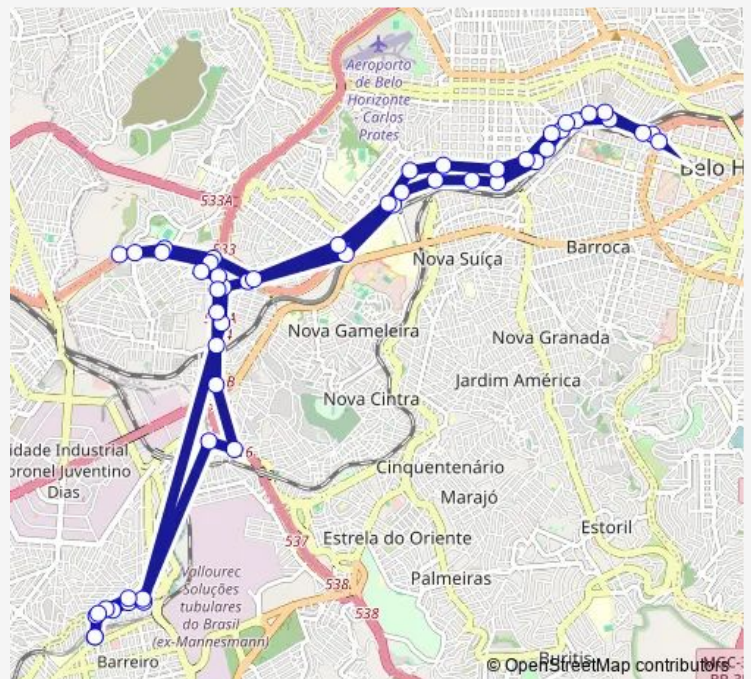 Aeroporto
de Belo
Horizonte
- Carlos
Prates
533A
533
Nova Suíça
Barroca
Nova Gameleira
Nova Granada
Jardim América
Nova Cintra
Cinquentenário
Marajó
idade Industrial
oronel Juventino
Dias
Estoril
537
Estrela do Oriente
538
Palmeiras
538
Vallourec
Soluções
tubulares
do Brasil
(ex-Mannesmann)
Barreiro
© OpenStreetMap contributors